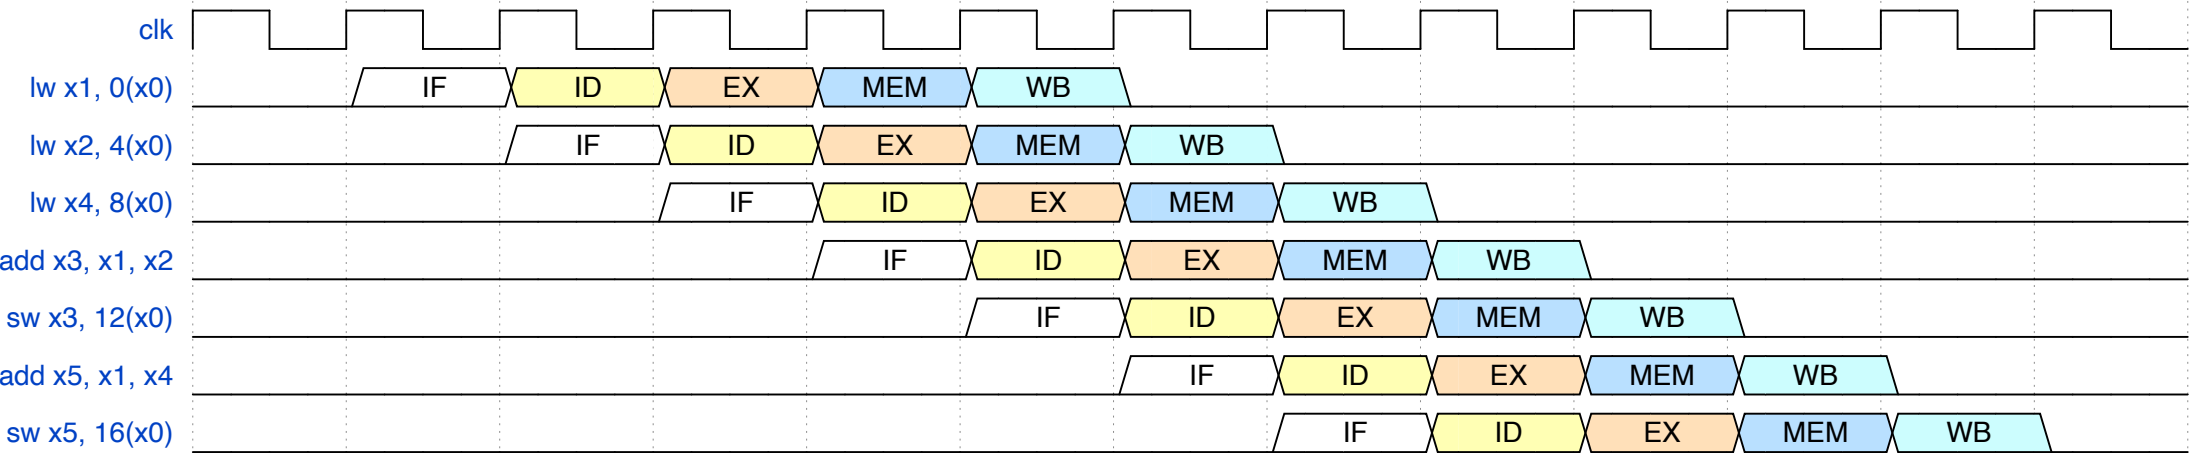 clk
lw x1, 0(x0) IF ID EX MEM WB
lw x2, 4(x0) IF ID EX MEM WB
lw x4, 8(x0) IF ID EX MEM WB
add x3, x1, x2 IF ID EX MEM WB
sw x3, 12(x0) IF ID EX MEM WB
add x5, x1, x4 IF ID EX MEM WB
sw x5, 16(x0) IF ID EX MEM WB